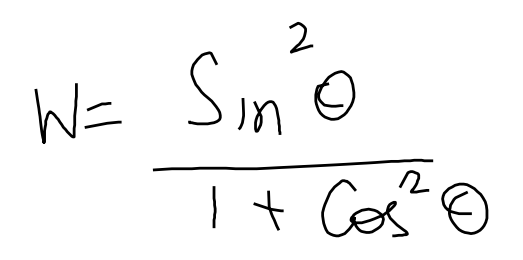 W = Sin²θ / (1 + Cos²θ)